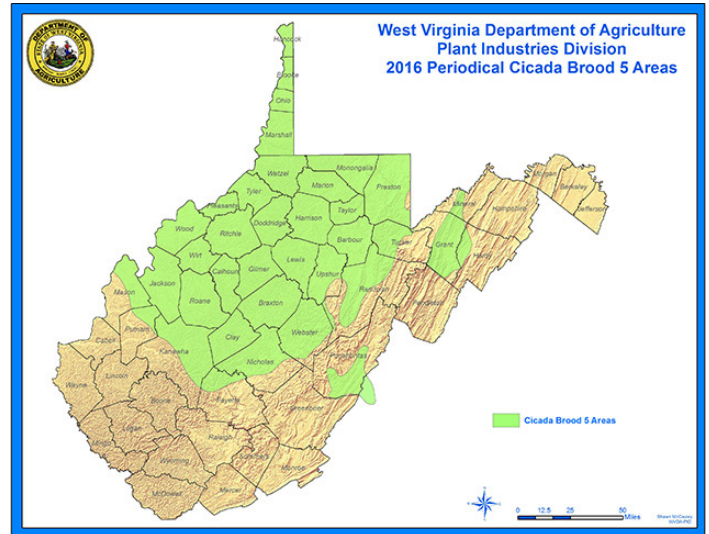 West Virginia Department of Agriculture
Plant Industries Division
2016 Periodical Cicada Brood 5 Areas
DEPARTMENT OF
AGRICULTURE
Hancock
Brooke
Ohio
Marshall
Wetzel
Monongalia
Marion
Preston
Tyler
Pleasants
Taylor
Doddridge
Harrison
Wood
Ritchie
Barbour
Tucker
Mineral
Morgan
Berkeley
Jefferson
Hampshire
Grant
Hardy
Wirt
Calhoun
Gilmer
Lewis
Upshur
Jackson
Roane
Braxton
Randolph
Pendleton
Mason
Putnam
Clay
Webster
Cabell
Kanawha
Nicholas
Pocahontas
Wayne
Lincoln
Boone
Fayette
Greenbrier
Logan
Mingo
Raleigh
Wyoming
Summers
Monroe
McDowell
Mercer
Cicada Brood 5 Areas
0 12.5 25 50
Miles
WVDA-PID